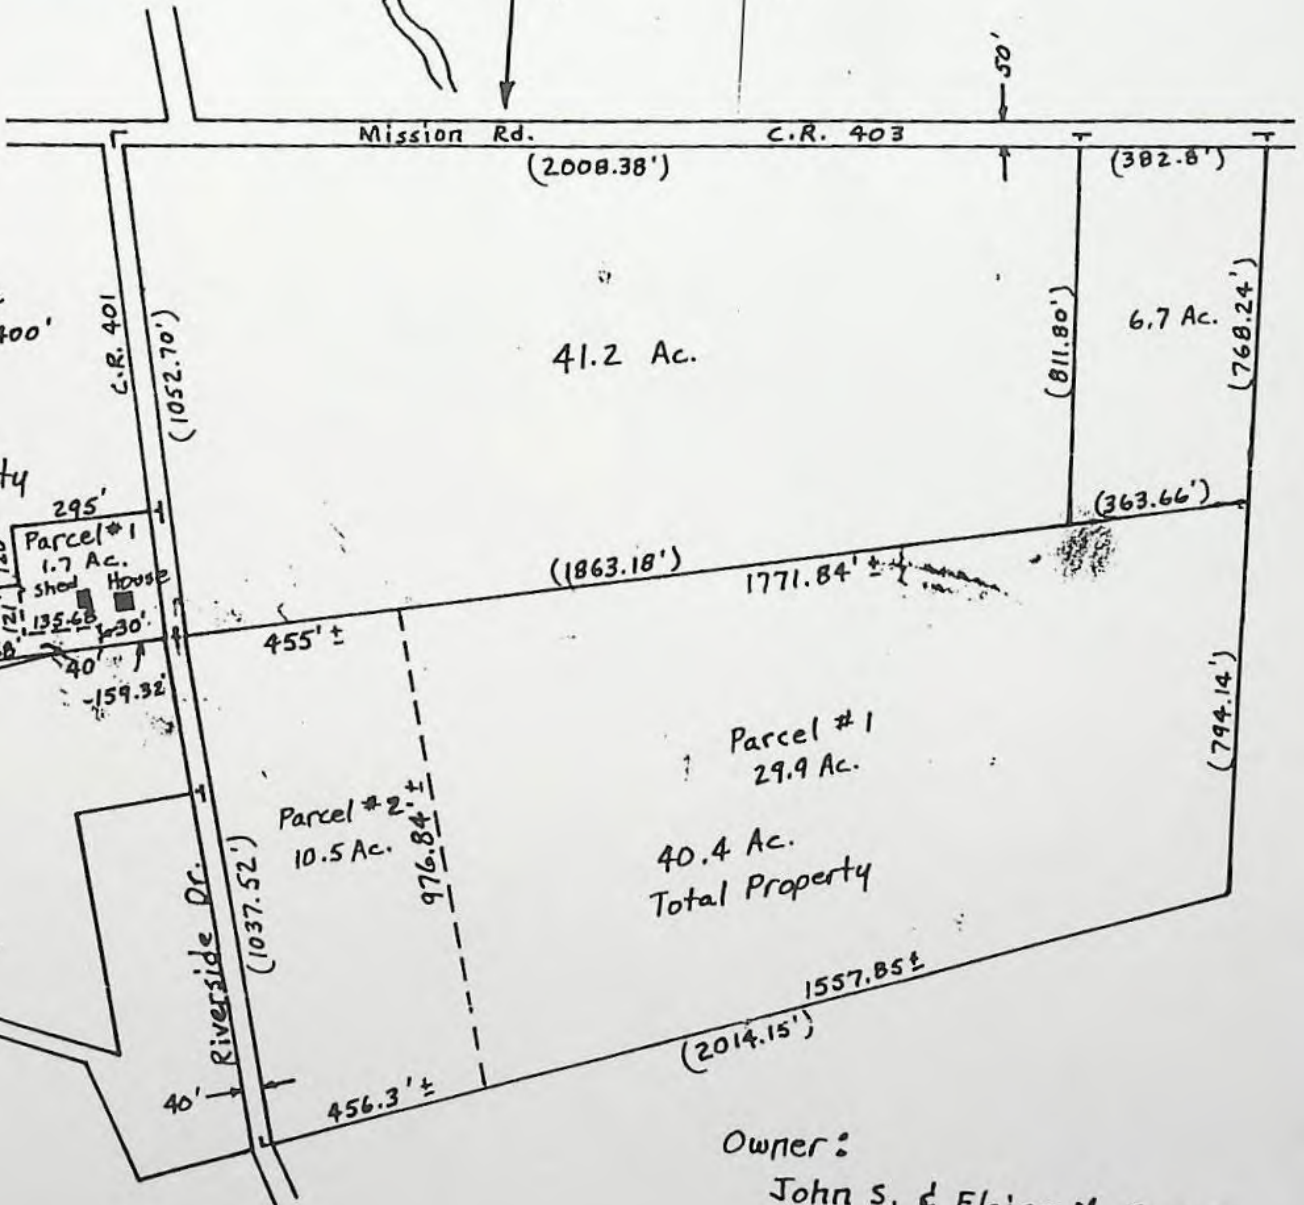 50'
Mission Rd. C.R. 403
(2008.38')
(382.8')
C.R. 401
(1052.70')
400'
41.2 Ac.
(811.80')
6.7 Ac.
(768.24')
ty
295'
Parcel #1
1.7 Ac.
Shed House
121'
135.68
30'
40'
-159.32'
(363.66')
(1863.18')
1771.84' ±
455' ±
(794.14')
Parcel #1
29.9 Ac.
Parcel #2
10.5 Ac.
976.84' ±
40.4 Ac.
Total Property
Riverside Dr.
(1037.52')
1557.85 ±
(2014.15')
40'
456.3' ±
Owner:
John S. &